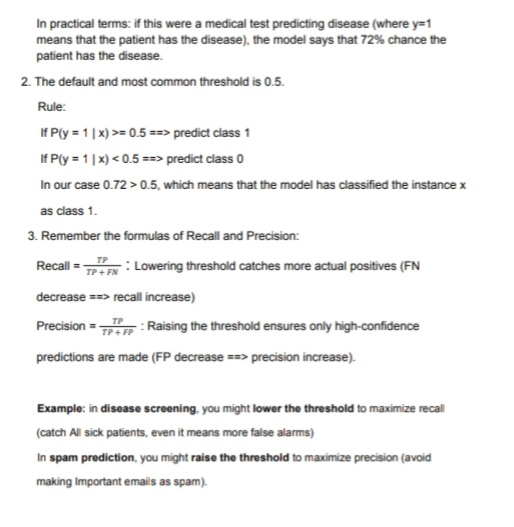 In practical terms: if this were a medical test predicting disease (where y=1
means that the patient has the disease), the model says that 72% chance the
patient has the disease.
2. The default and most common threshold is 0.5.
Rule:
If P(y = 1 | x) >= 0.5 ==> predict class 1
If P(y = 1 | x) < 0.5 ==> predict class 0
In our case 0.72 > 0.5, which means that the model has classified the instance x
as class 1.
3. Remember the formulas of Recall and Precision:
Recall = TP / TP + FN : Lowering threshold catches more actual positives (FN
decrease ==> recall increase)
Precision = TP / TP + FP : Raising the threshold ensures only high-confidence
predictions are made (FP decrease ==> precision increase).
Example: in disease screening, you might lower the threshold to maximize recall
(catch All sick patients, even it means more false alarms)
In spam prediction, you might raise the threshold to maximize precision (avoid
making Important emails as spam).